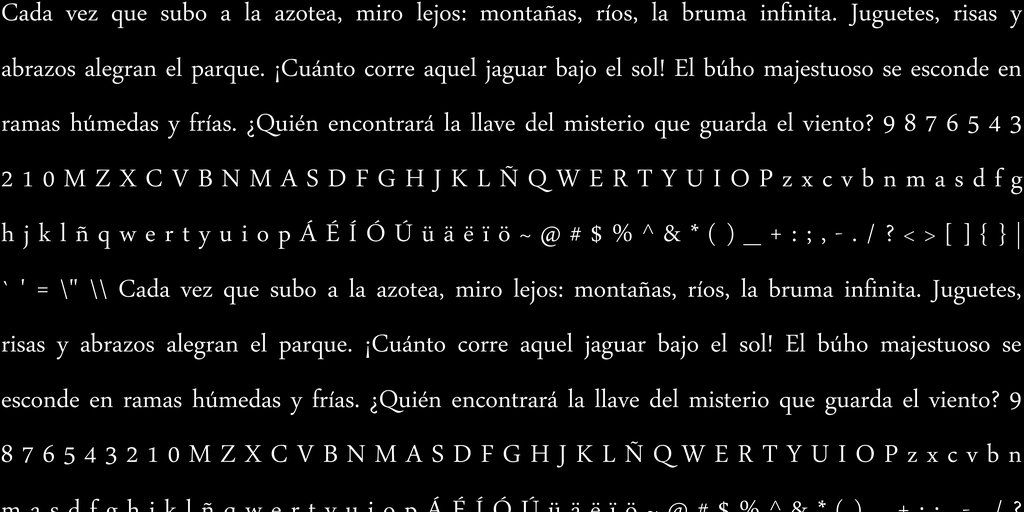 Cada vez que subo a la azotea, miro lejos: montañas, ríos, la bruma infinita. Juguetes, risas y
abrazos alegran el parque. ¡Cuánto corre aquel jaguar bajo el sol! El búho majestuoso se esconde en
ramas húmedas y frías. ¿Quién encontrará la llave del misterio que guarda el viento? 9 8 7 6 5 4 3
2 1 0 M Z X C V B N M A S D F G H J K L Ñ Q W E R T Y U I O P z x c v b n m a s d f g
h j k l ñ q w e r t y u i o p Á É Í Ó Ú ü ä ë ï ö ~ @ # $ % ^ & * ( ) _ + : ; , - . / ? < > [ ] { } |
` ' = \" \\ Cada vez que subo a la azotea, miro lejos: montañas, ríos, la bruma infinita. Juguetes,
risas y abrazos alegran el parque. ¡Cuánto corre aquel jaguar bajo el sol! El búho majestuoso se
esconde en ramas húmedas y frías. ¿Quién encontrará la llave del misterio que guarda el viento? 9
8 7 6 5 4 3 2 1 0 M Z X C V B N M A S D F G H J K L Ñ Q W E R T Y U I O P z x c v b n
m a s d f g h j k l ñ q w e r t y u i o p Á É Í Ó Ú ü ä ë ï ö ~ @ # $ % ^ & * ( ) _ + : ; , - . / ?